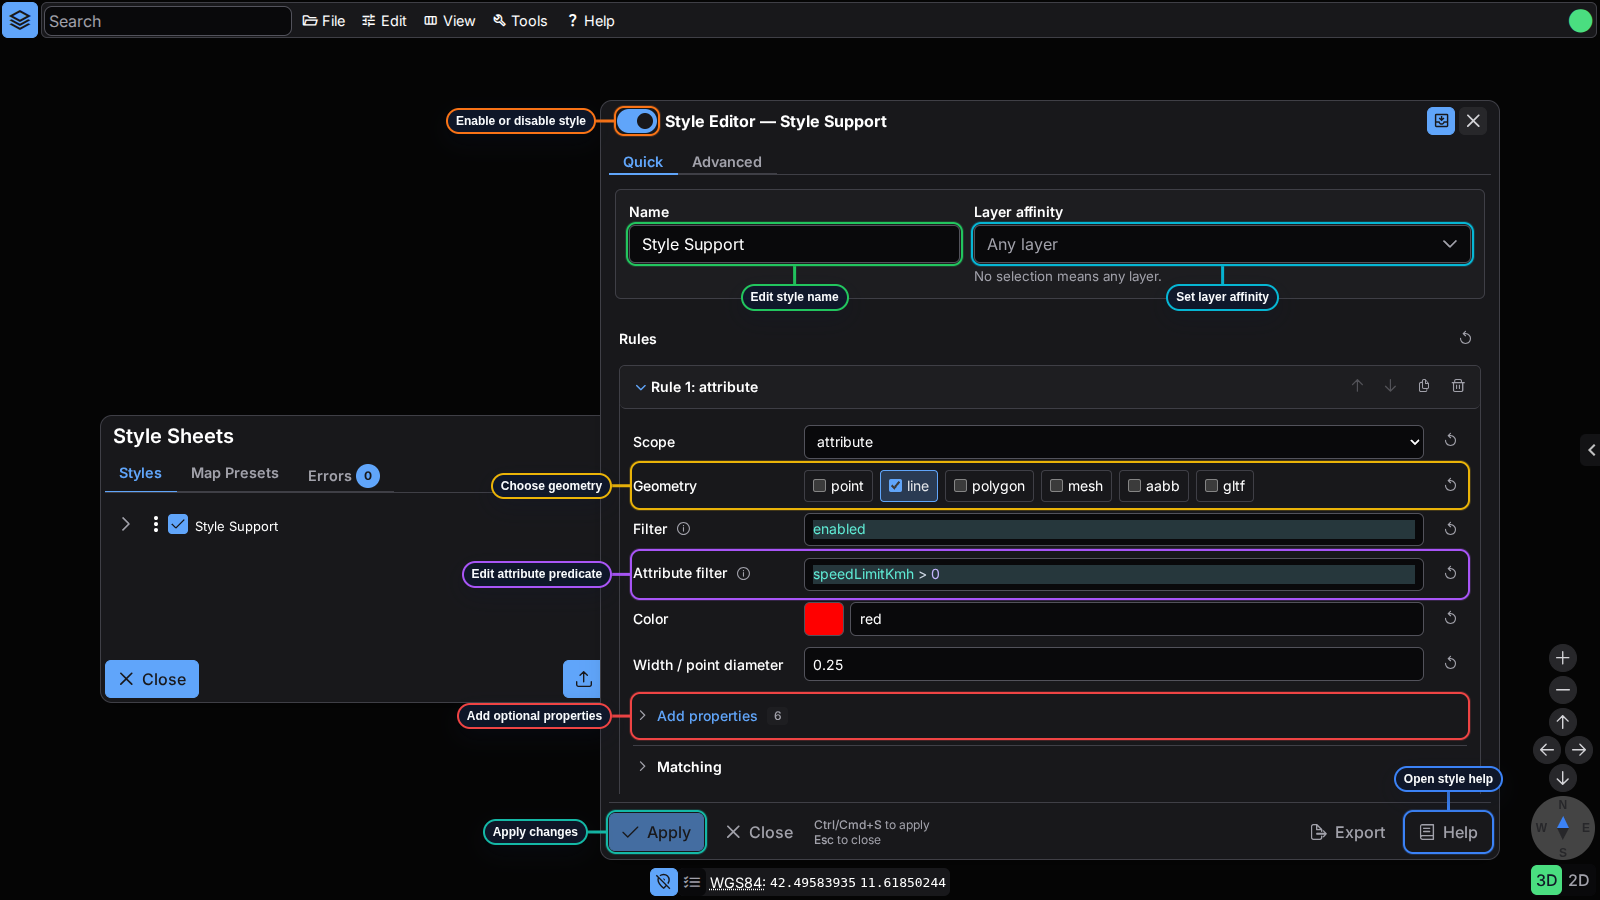 Search
File
Edit
View
Tools
? Help
Enable or disable style
Style Editor — Style Support
Quick
Advanced
Name
Layer affinity
Style Support
Any layer
No selection means any layer.
Edit style name
Set layer affinity
Rules
Rule 1: attribute
Scope
attribute
Style Sheets
Styles
Map Presets
Errors 0
Style Support
Close
Choose geometry
Geometry
point
line
polygon
mesh
aabb
gltf
Filter
enabled
Edit attribute predicate
Attribute filter
speedLimitKmh > 0
Color
red
Width / point diameter
0.25
Add optional properties
Add properties 6
Matching
Open style help
Apply changes
Apply
Close
Ctrl/Cmd+S to apply
Esc to close
Export
Help
N
W
E
S
WGS84: 42.49583935 11.61850244
3D
2D